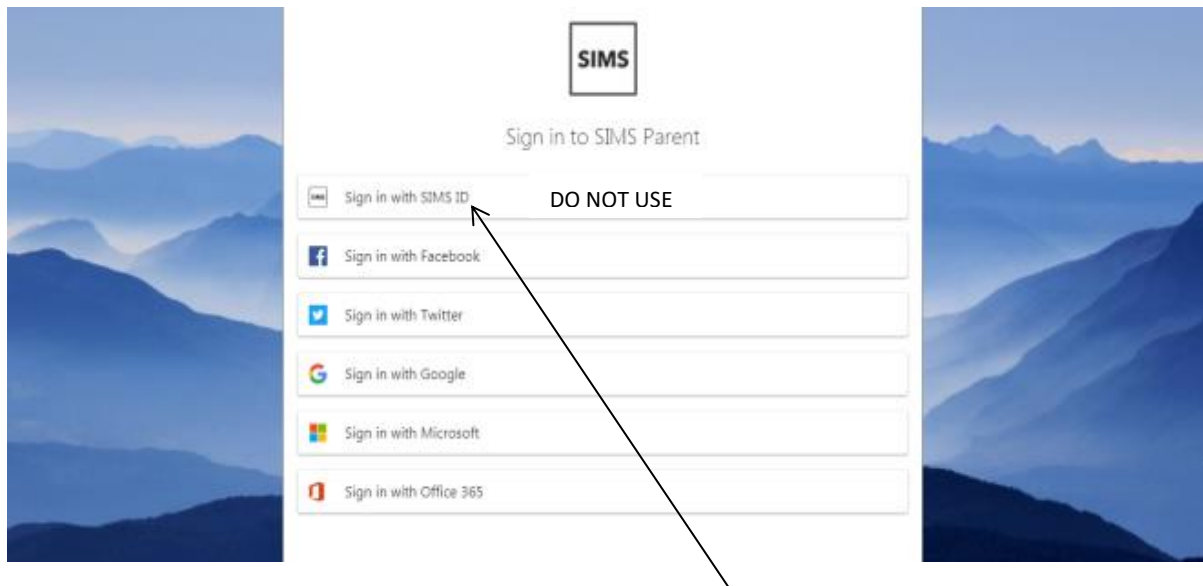 SIMS
Sign in to SIMS Parent
SIMS Sign in with SIMS ID DO NOT USE
Sign in with Facebook
Sign in with Twitter
Sign in with Google
Sign in with Microsoft
Sign in with Office 365